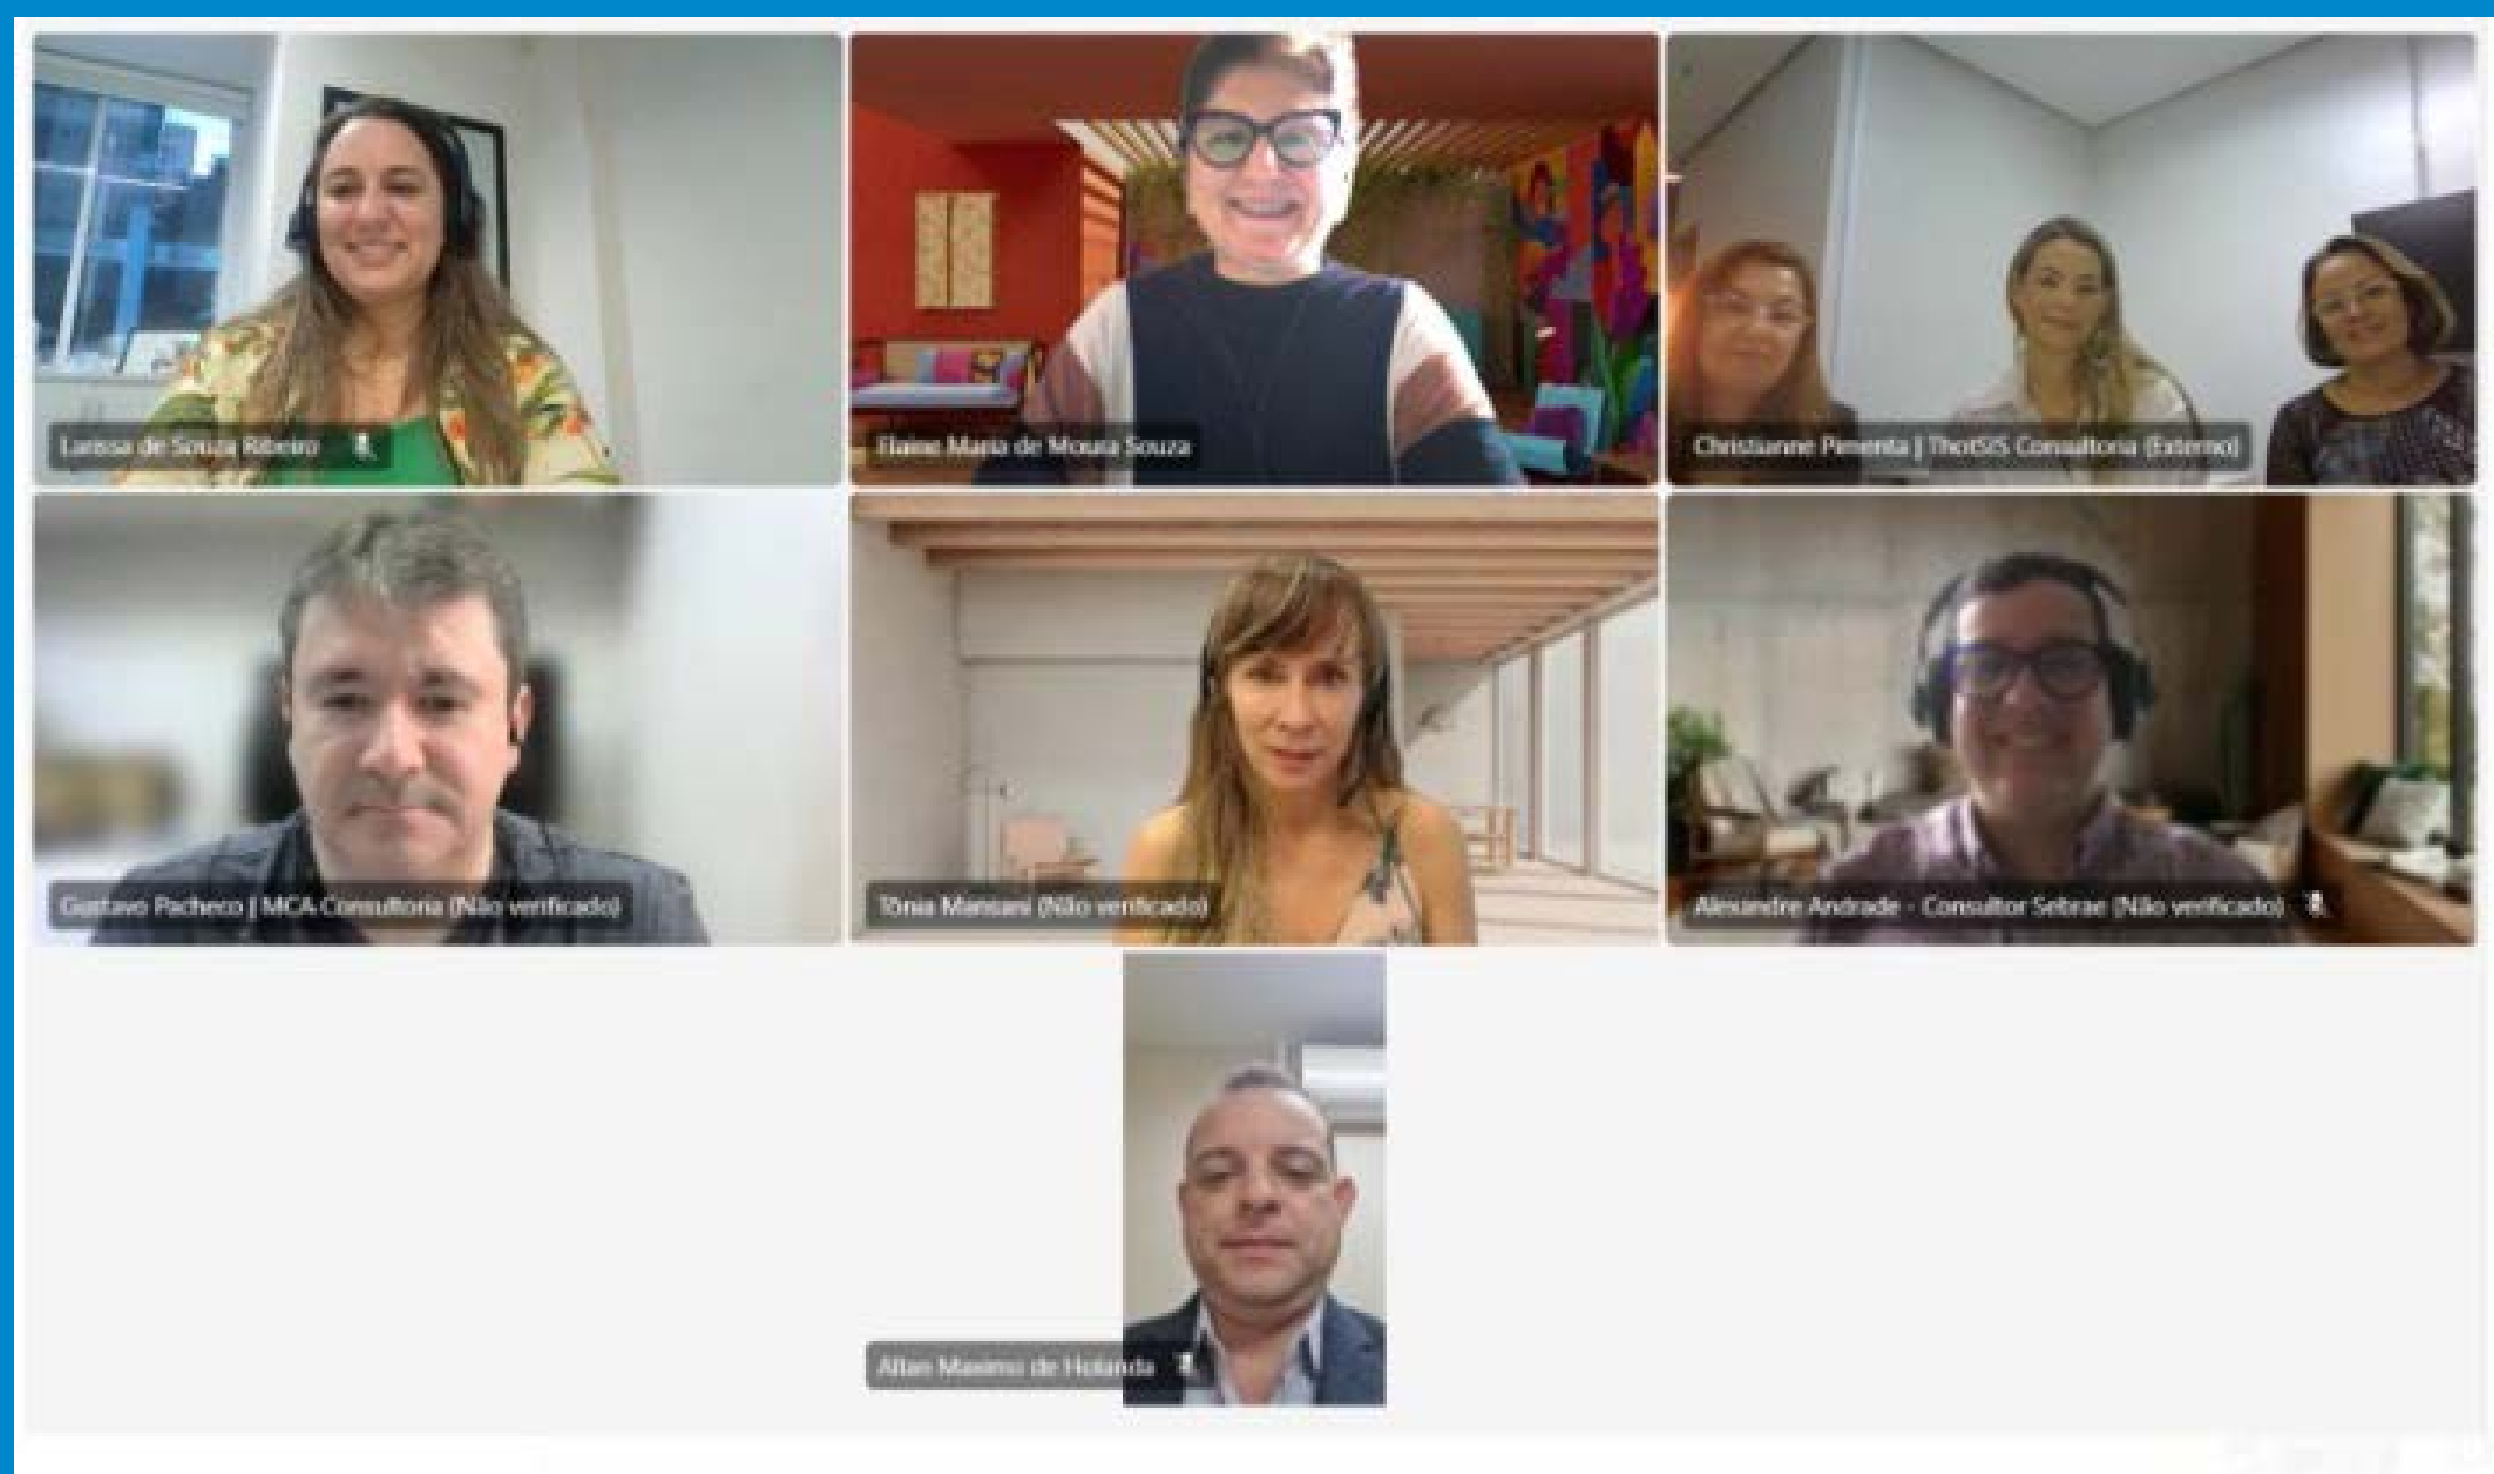 Larissa de Souza Ribeiro
Elaine Maria de Moura Souza
Christianne Pimenta | ThotSIS Consultoria (Externo)
Gustavo Pacheco | MCA Consultoria (Não verificado)
Tônia Mansani (Não verificado)
Alexandre Andrade - Consultor Sebrae (Não verificado)
Allan Maximo de Holanda